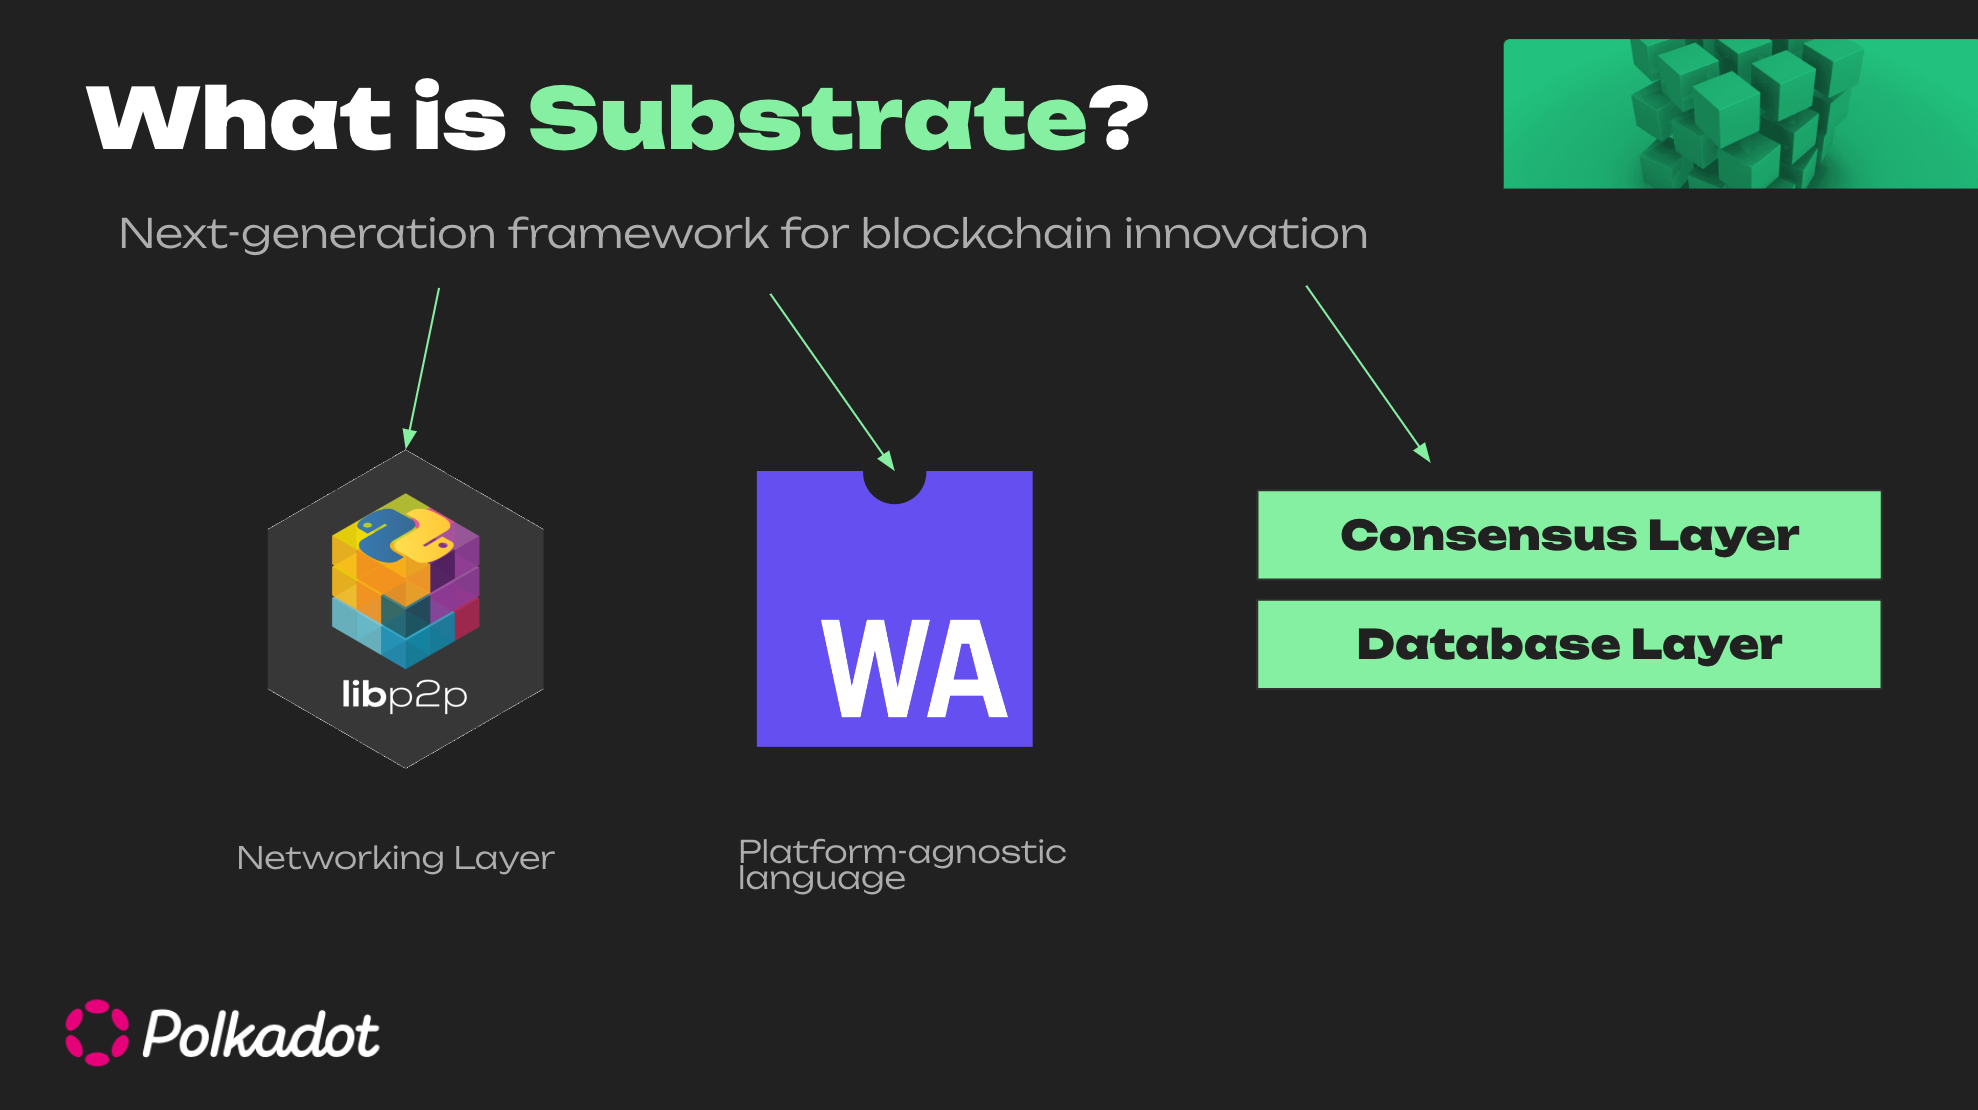 What is Substrate?
Next-generation framework for blockchain innovation
libp2p
WA
Consensus Layer
Database Layer
Networking Layer
Platform-agnostic
language
Polkadot